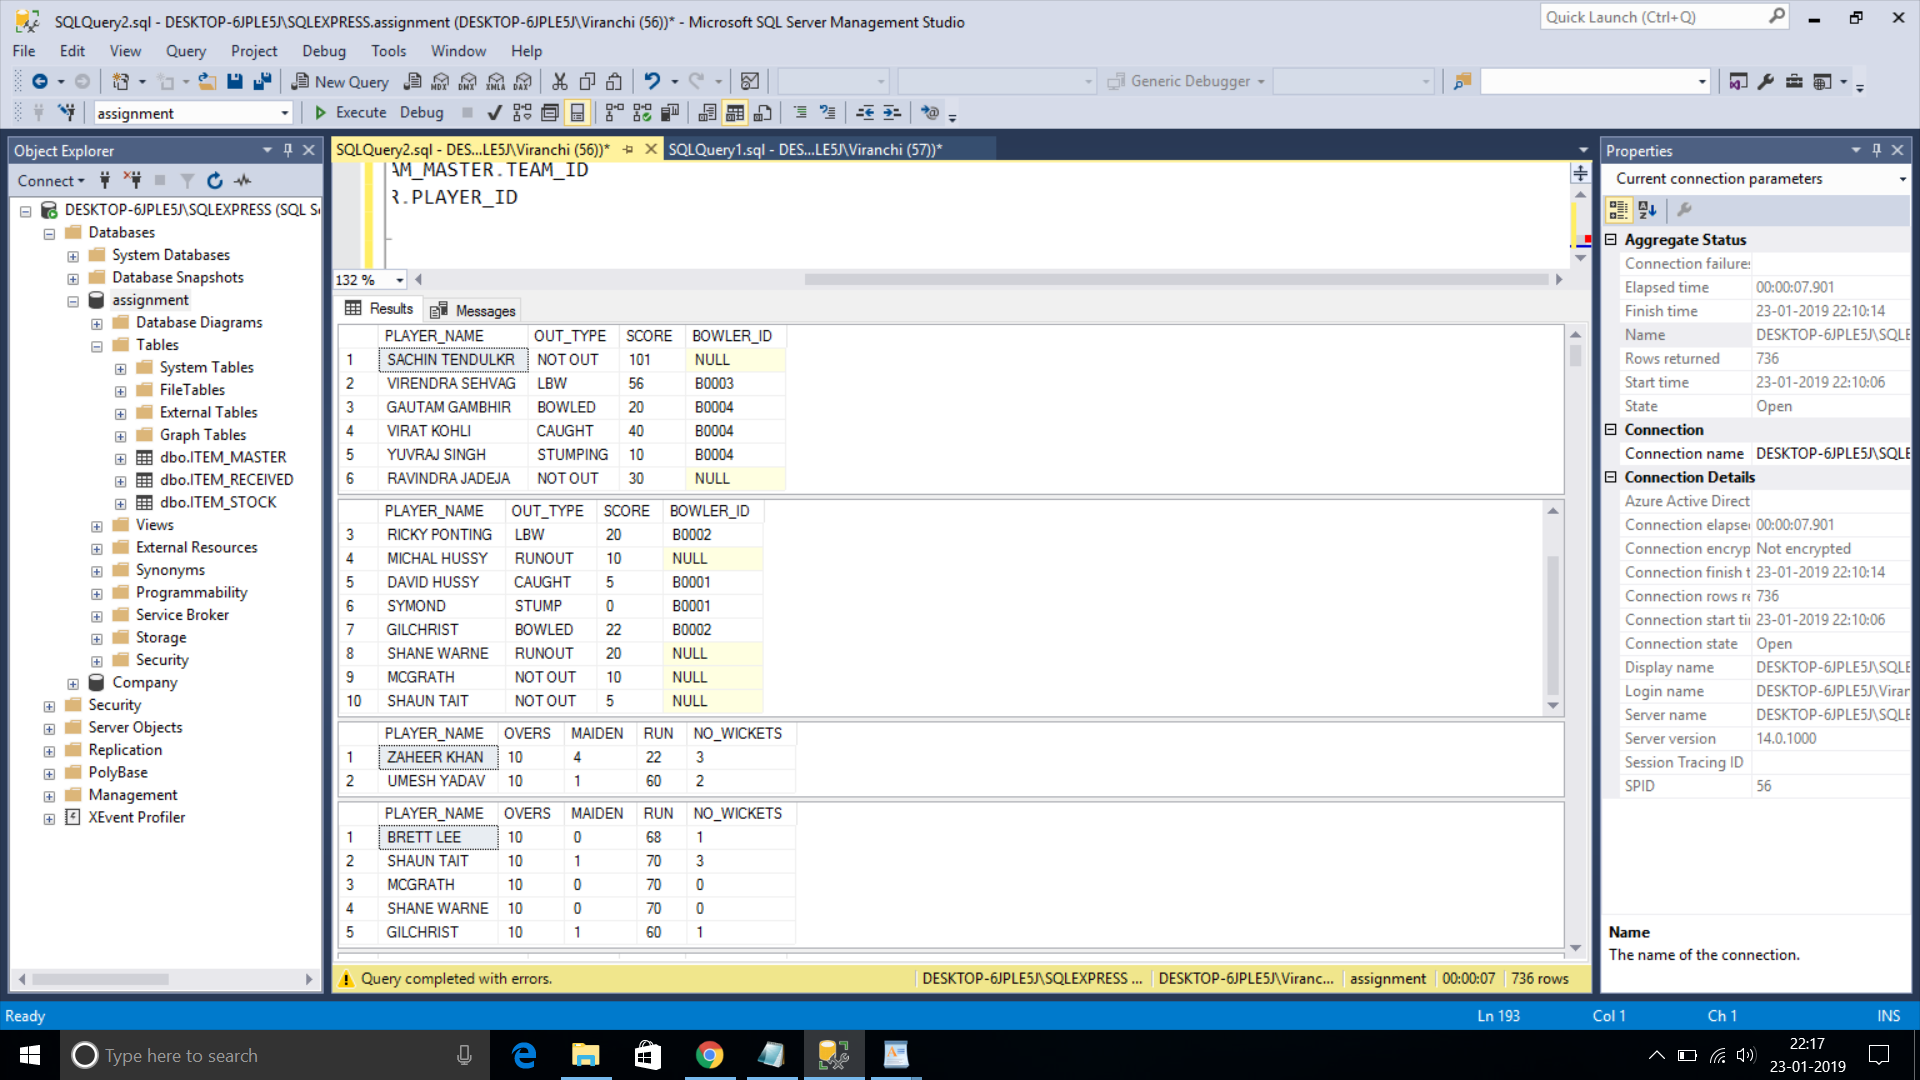 SQLQuery2.sql - DESKTOP-6JPLE5J\SQLEXPRESS.assignment (DESKTOP-6JPLE5J\Viranchi (56))* - Microsoft SQL Server Management Studio
Quick Launch (Ctrl+Q)
File Edit View Query Project Debug Tools Window Help
New Query MDX DMX XMLA DAX Generic Debugger
assignment Execute Debug
Object Explorer
Connect
DESKTOP-6JPLE5J\SQLEXPRESS (SQL S
Databases
System Databases
Database Snapshots
assignment
Database Diagrams
Tables
System Tables
FileTables
External Tables
Graph Tables
dbo.ITEM_MASTER
dbo.ITEM_RECEIVED
dbo.ITEM_STOCK
Views
External Resources
Synonyms
Programmability
Service Broker
Storage
Security
Company
Security
Server Objects
Replication
PolyBase
Management
XEvent Profiler
SQLQuery2.sql - DES...LE5J\Viranchi (56))* SQLQuery1.sql - DES...LE5J\Viranchi (57))*
AM_MASTER.TEAM_ID
R.PLAYER_ID
132 %
Results Messages
PLAYER_NAME OUT_TYPE SCORE BOWLER_ID
1 SACHIN TENDULKR NOT OUT 101 NULL
2 VIRENDRA SEHVAG LBW 56 B0003
3 GAUTAM GAMBHIR BOWLED 20 B0004
4 VIRAT KOHLI CAUGHT 40 B0004
5 YUVRAJ SINGH STUMPING 10 B0004
6 RAVINDRA JADEJA NOT OUT 30 NULL
PLAYER_NAME OUT_TYPE SCORE BOWLER_ID
3 RICKY PONTING LBW 20 B0002
4 MICHAL HUSSY RUNOUT 10 NULL
5 DAVID HUSSY CAUGHT 5 B0001
6 SYMOND STUMP 0 B0001
7 GILCHRIST BOWLED 22 B0002
8 SHANE WARNE RUNOUT 20 NULL
9 MCGRATH NOT OUT 10 NULL
10 SHAUN TAIT NOT OUT 5 NULL
PLAYER_NAME OVERS MAIDEN RUN NO_WICKETS
1 ZAHEER KHAN 10 4 22 3
2 UMESH YADAV 10 1 60 2
PLAYER_NAME OVERS MAIDEN RUN NO_WICKETS
1 BRETT LEE 10 0 68 1
2 SHAUN TAIT 10 1 70 3
3 MCGRATH 10 0 70 0
4 SHANE WARNE 10 0 70 0
5 GILCHRIST 10 1 60 1
Query completed with errors. DESKTOP-6JPLE5J\SQLEXPRESS ... DESKTOP-6JPLE5J\Viranc... assignment 00:00:07 736 rows
Properties
Current connection parameters
Aggregate Status
Connection failures
Elapsed time 00:00:07.901
Finish time 23-01-2019 22:10:14
Name DESKTOP-6JPLE5J\SQLE
Rows returned 736
Start time 23-01-2019 22:10:06
State Open
Connection
Connection name DESKTOP-6JPLE5J\SQLE
Connection Details
Azure Active Direct
Connection elapse 00:00:07.901
Connection encryp Not encrypted
Connection finish t 23-01-2019 22:10:14
Connection rows re 736
Connection start ti 23-01-2019 22:10:06
Connection state Open
Display name DESKTOP-6JPLE5J\SQLE
Login name DESKTOP-6JPLE5J\Viran
Server name DESKTOP-6JPLE5J\SQLE
Server version 14.0.1000
Session Tracing ID
SPID 56
Name
The name of the connection.
Ready Ln 193 Col 1 Ch 1 INS
Type here to search
22:17
23-01-2019